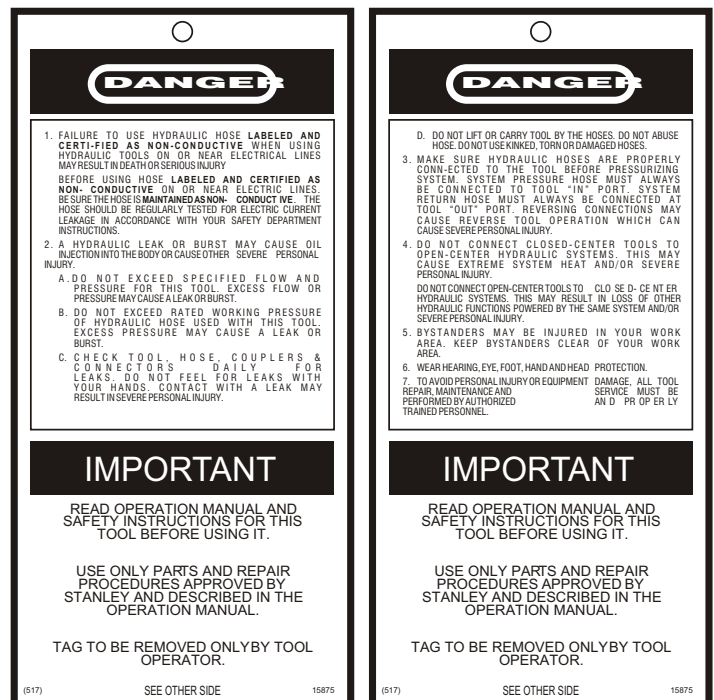 DANGER
1. FAILURE TO USE HYDRAULIC HOSE LABELED AND
CERTI-FIED AS NON-CONDUCTIVE WHEN USING
HYDRAULIC TOOLS ON OR NEAR ELECTRICAL LINES
MAY RESULT IN DEATH OR SERIOUS INJURY
BEFORE USING HOSE LABELED AND CERTIFIED AS
NON- CONDUCTIVE ON OR NEAR ELECTRIC LINES.
BE SURE THE HOSE IS MAINTAINED AS NON- CONDUCT IVE. THE
HOSE SHOULD BE REGULARLY TESTED FOR ELECTRIC CURRENT
LEAKAGE IN ACCORDANCE WITH YOUR SAFETY DEPARTMENT
INSTRUCTIONS.
2. A HYDRAULIC LEAK OR BURST MAY CAUSE OIL
INJECTION INTO THE BODY OR CAUSE OTHER SEVERE PERSONAL
INJURY.
A. DO NOT EXCEED SPECIFIED FLOW AND
PRESSURE FOR THIS TOOL. EXCESS FLOW OR
PRESSURE MAY CAUSE A LEAK OR BURST.
B. DO NOT EXCEED RATED WORKING PRESSURE
OF HYDRAULIC HOSE USED WITH THIS TOOL.
EXCESS PRESSURE MAY CAUSE A LEAK OR
BURST.
C. CHECK TOOL, HOSE, COUPLERS &
CONNECTORS DAILY FOR
LEAKS. DO NOT FEEL FOR LEAKS WITH
YOUR HANDS. CONTACT WITH A LEAK MAY
RESULT IN SEVERE PERSONAL INJURY.
IMPORTANT
READ OPERATION MANUAL AND
SAFETY INSTRUCTIONS FOR THIS
TOOL BEFORE USING IT.
USE ONLY PARTS AND REPAIR
PROCEDURES APPROVED BY
STANLEY AND DESCRIBED IN THE
OPERATION MANUAL.
TAG TO BE REMOVED ONLY BY TOOL
OPERATOR.
(517) SEE OTHER SIDE 15875
DANGER
D. DO NOT LIFT OR CARRY TOOL BY THE HOSES. DO NOT ABUSE
HOSE. DO NOT USE KINKED, TORN OR DAMAGED HOSES.
3. MAKE SURE HYDRAULIC HOSES ARE PROPERLY
CONN-ECTED TO THE TOOL BEFORE PRESSURIZING
SYSTEM. SYSTEM PRESSURE HOSE MUST ALWAYS
BE CONNECTED TO TOOL "IN" PORT. SYSTEM
RETURN HOSE MUST ALWAYS BE CONNECTED AT
TOOL "OUT" PORT. REVERSING CONNECTIONS MAY
CAUSE REVERSE TOOL OPERATION WHICH CAN
CAUSE SEVERE PERSONAL INJURY.
4. DO NOT CONNECT CLOSED-CENTER TOOLS TO
OPEN-CENTER HYDRAULIC SYSTEMS. THIS MAY
CAUSE EXTREME SYSTEM HEAT AND/OR SEVERE
PERSONAL INJURY.
DO NOT CONNECT OPEN-CENTER TOOLS TO CLO SE D- CE NT ER
HYDRAULIC SYSTEMS. THIS MAY RESULT IN LOSS OF OTHER
HYDRAULIC FUNCTIONS POWERED BY THE SAME SYSTEM AND/OR
SEVERE PERSONAL INJURY.
5. BYSTANDERS MAY BE INJURED IN YOUR WORK
AREA. KEEP BYSTANDERS CLEAR OF YOUR WORK
AREA.
6. WEAR HEARING, EYE, FOOT, HAND AND HEAD PROTECTION.
7. TO AVOID PERSONAL INJURY OR EQUIPMENT DAMAGE, ALL TOOL
REPAIR, MAINTENANCE AND SERVICE MUST BE
PERFORMED BY AUTHORIZED AN D PR OP ER LY
TRAINED PERSONNEL.
IMPORTANT
READ OPERATION MANUAL AND
SAFETY INSTRUCTIONS FOR THIS
TOOL BEFORE USING IT.
USE ONLY PARTS AND REPAIR
PROCEDURES APPROVED BY
STANLEY AND DESCRIBED IN THE
OPERATION MANUAL.
TAG TO BE REMOVED ONLY BY TOOL
OPERATOR.
(517) SEE OTHER SIDE 15875